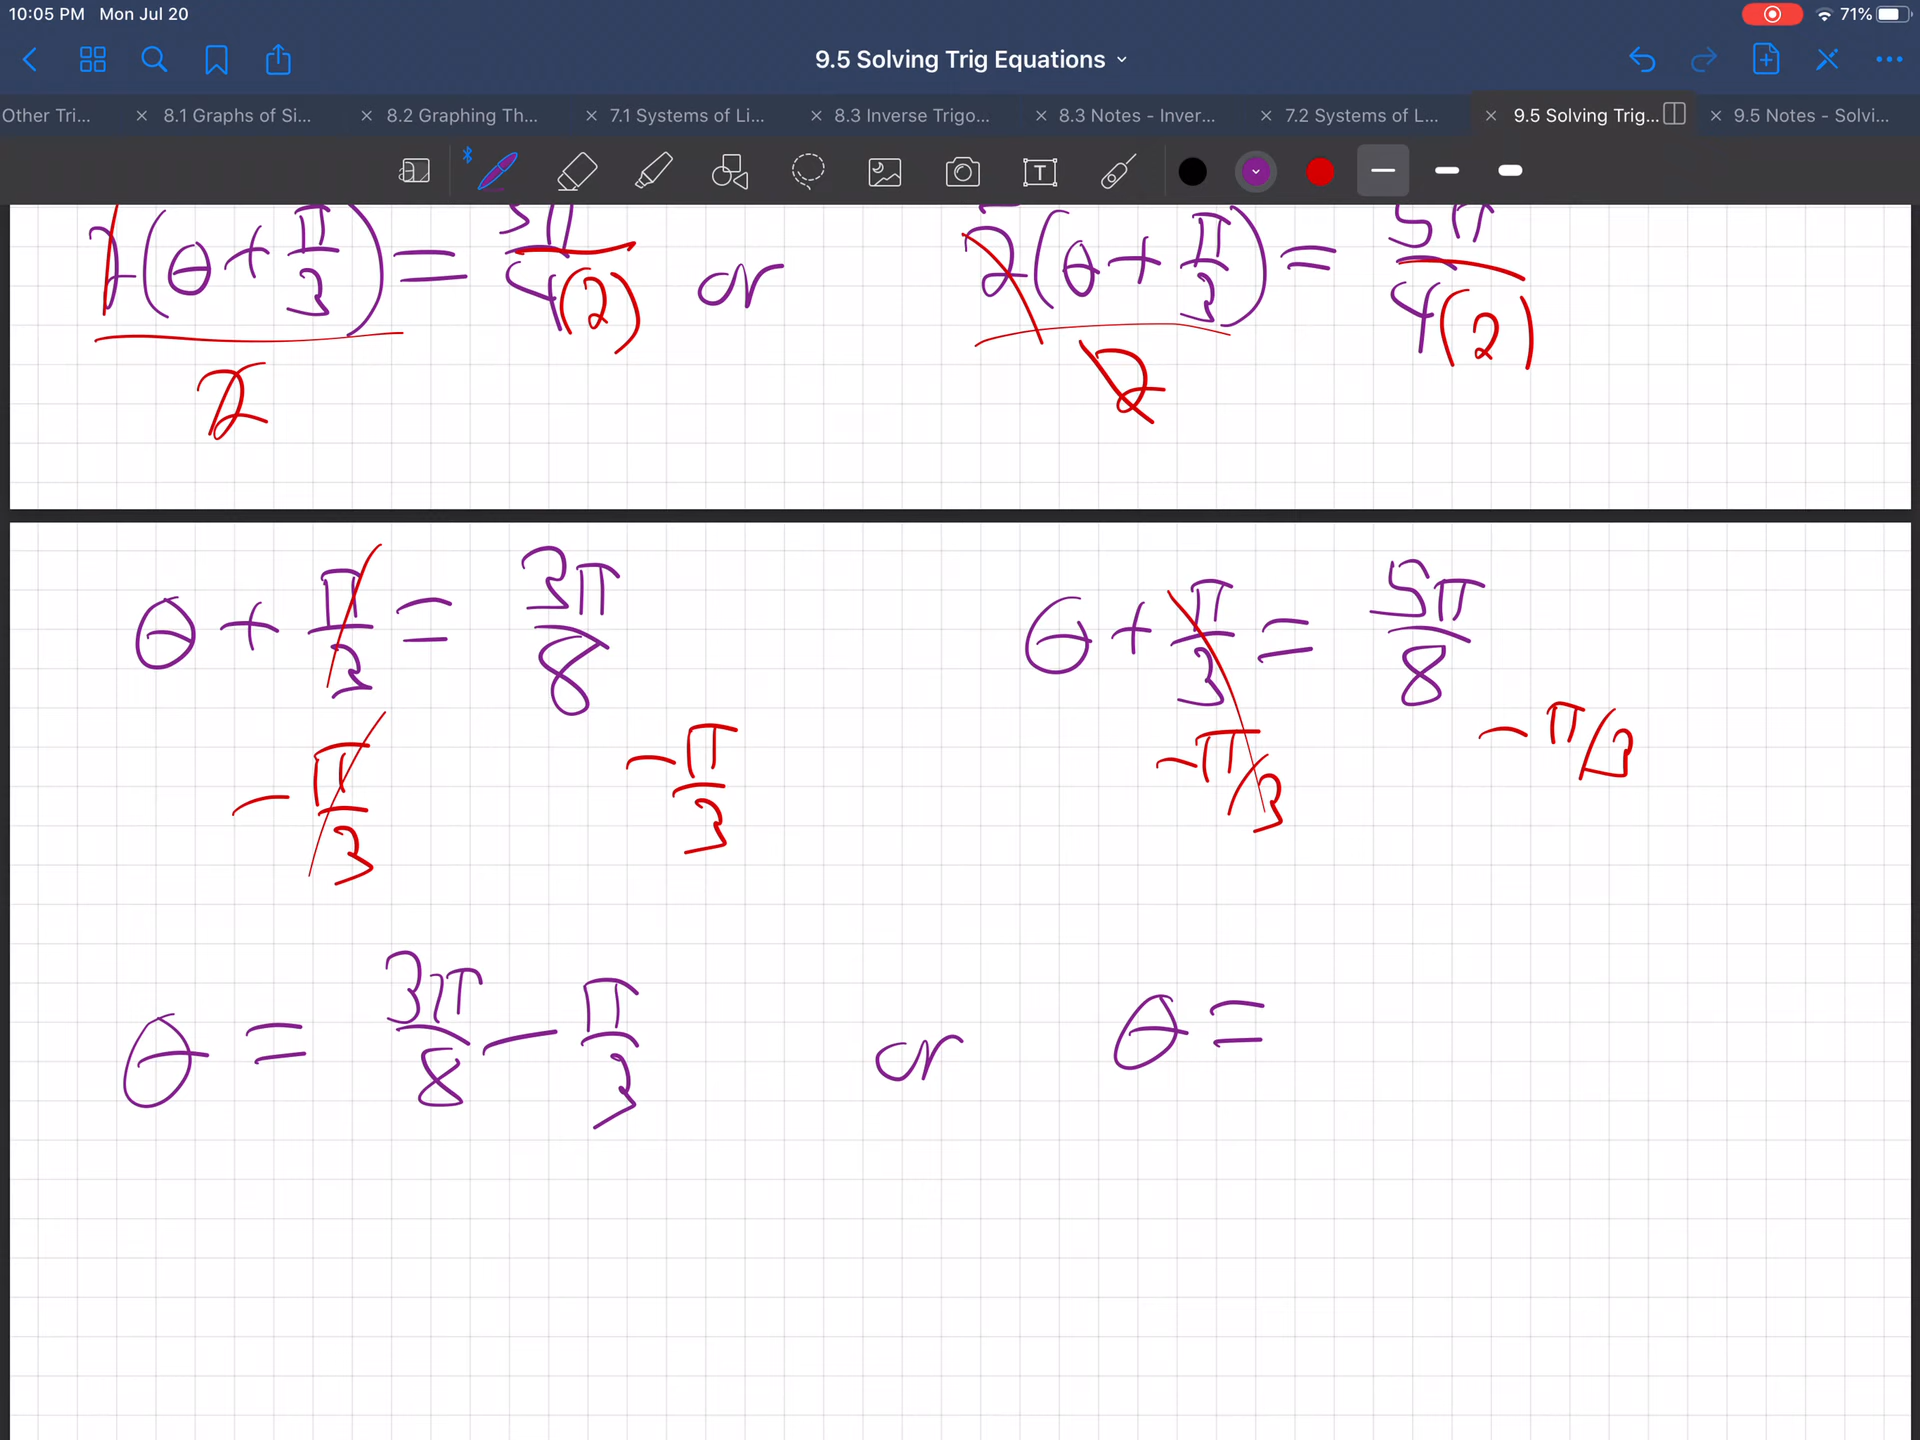 10:05 PM Mon Jul 20
71%
9.5 Solving Trig Equations
Other Tri... × 8.1 Graphs of Si... × 8.2 Graphing Th... × 7.1 Systems of Li... × 8.3 Inverse Trigo... × 8.3 Notes - Inver... × 7.2 Systems of L... × 9.5 Solving Trig... × 9.5 Notes - Solvi...
T
2(θ + π/3)/2 = 3π/4(2) or 2(θ + π/3)/2 = 5π/4(2)
θ + π/3 = 3π/8 θ + π/3 = 5π/8
- π/3 - π/3 - π/3 - π/3
θ = 3π/8 - π/3 or θ =